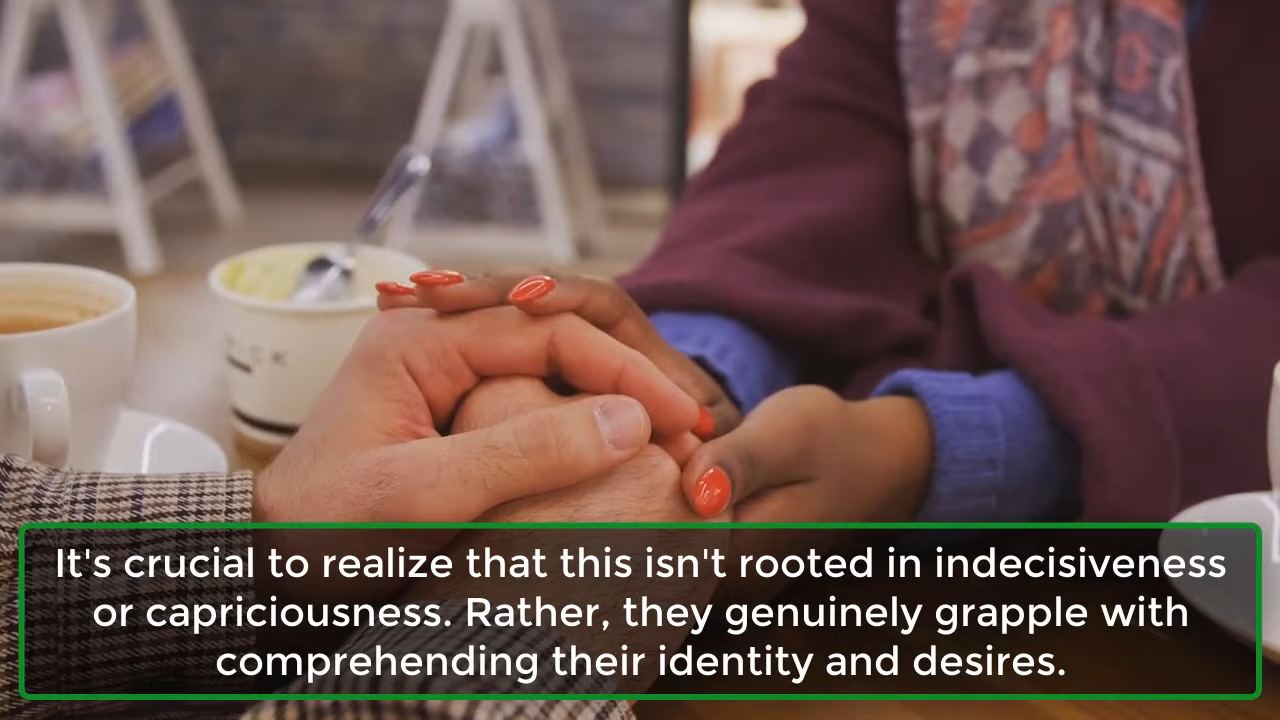 It's crucial to realize that this isn't rooted in indecisiveness
or capriciousness. Rather, they genuinely grapple with
comprehending their identity and desires.